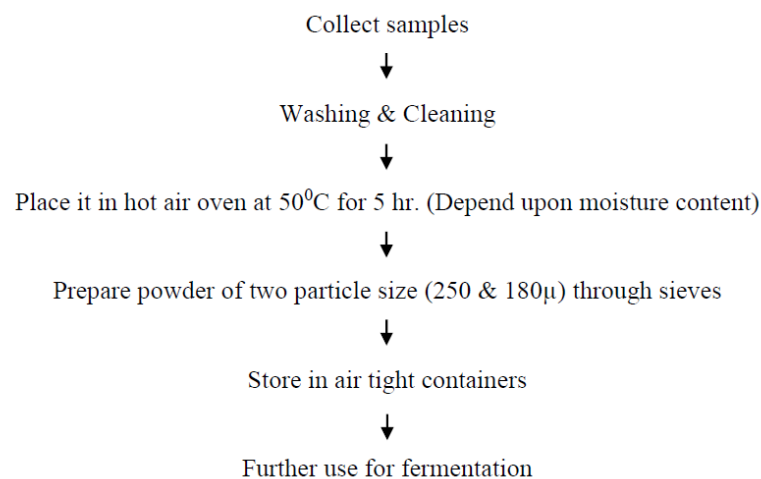 Collect samples
Washing & Cleaning
Place it in hot air oven at 50⁰C for 5 hr. (Depend upon moisture content)
Prepare powder of two particle size (250 & 180µ) through sieves
Store in air tight containers
Further use for fermentation